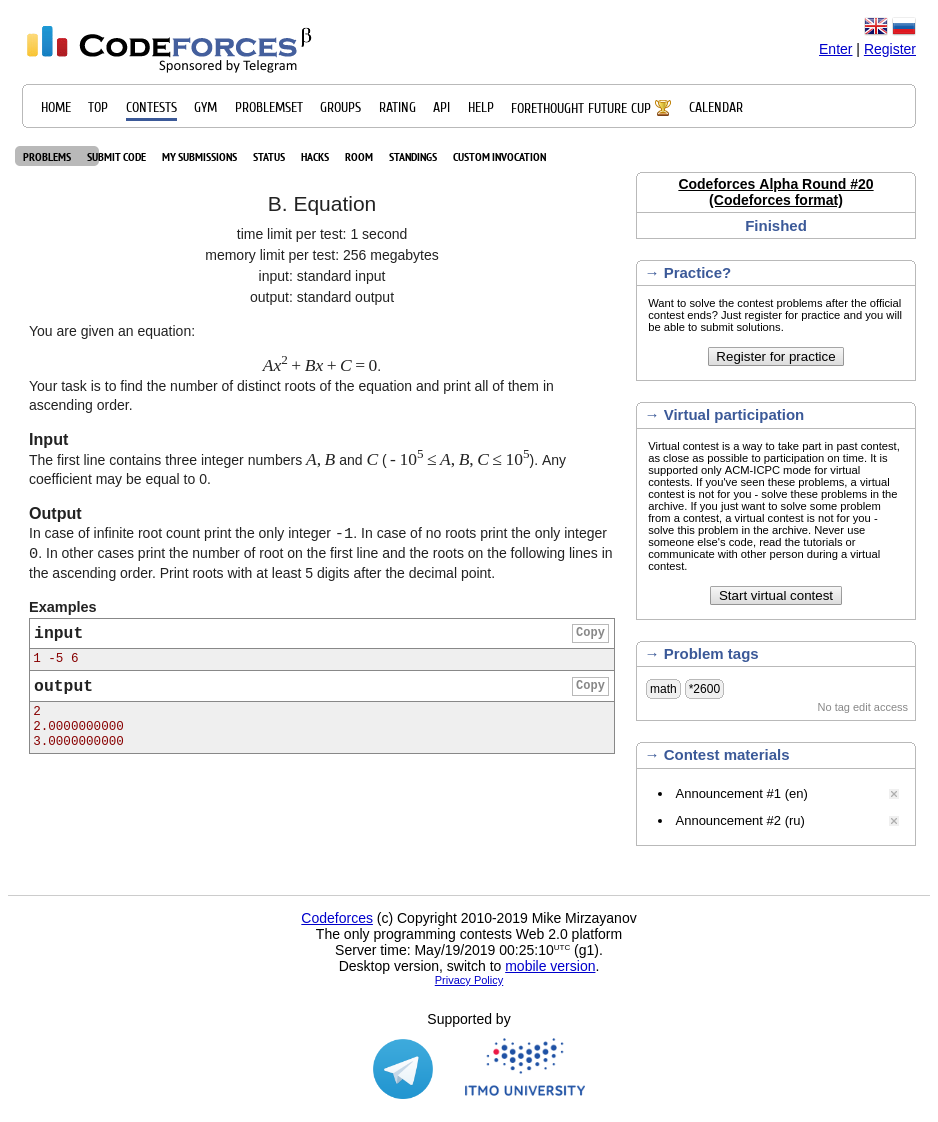 CODEFORCES β
Sponsored by Telegram
Enter | Register
HOME TOP CONTESTS GYM PROBLEMSET GROUPS RATING API HELP FORETHOUGHT FUTURE CUP CALENDAR
PROBLEMS SUBMIT CODE MY SUBMISSIONS STATUS HACKS ROOM STANDINGS CUSTOM INVOCATION
B. Equation
time limit per test: 1 second
memory limit per test: 256 megabytes
input: standard input
output: standard output
You are given an equation:
Ax² + Bx + C = 0.
Your task is to find the number of distinct roots of the equation and print all of them in
ascending order.
Input
The first line contains three integer numbers A, B and C ( - 10⁵ ≤ A, B, C ≤ 10⁵). Any
coefficient may be equal to 0.
Output
In case of infinite root count print the only integer -1. In case of no roots print the only integer
0. In other cases print the number of root on the first line and the roots on the following lines in
the ascending order. Print roots with at least 5 digits after the decimal point.
Examples
input Copy
1 -5 6
output Copy
2
2.0000000000
3.0000000000
Codeforces Alpha Round #20
(Codeforces format)
Finished
→ Practice?
Want to solve the contest problems after the official
contest ends? Just register for practice and you will
be able to submit solutions.
Register for practice
→ Virtual participation
Virtual contest is a way to take part in past contest,
as close as possible to participation on time. It is
supported only ACM-ICPC mode for virtual
contests. If you've seen these problems, a virtual
contest is not for you - solve these problems in the
archive. If you just want to solve some problem
from a contest, a virtual contest is not for you -
solve this problem in the archive. Never use
someone else's code, read the tutorials or
communicate with other person during a virtual
contest.
Start virtual contest
→ Problem tags
math *2600
No tag edit access
→ Contest materials
• Announcement #1 (en)
• Announcement #2 (ru)
Codeforces (c) Copyright 2010-2019 Mike Mirzayanov
The only programming contests Web 2.0 platform
Server time: May/19/2019 00:25:10 UTC (g1).
Desktop version, switch to mobile version.
Privacy Policy
Supported by
ITMO UNIVERSITY